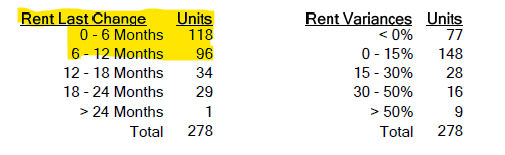 Rent Last Change Units
0 - 6 Months 118
6 - 12 Months 96
12 - 18 Months 34
18 - 24 Months 29
> 24 Months 1
Total 278
Rent Variances Units
< 0% 77
0 - 15% 148
15 - 30% 28
30 - 50% 16
> 50% 9
Total 278